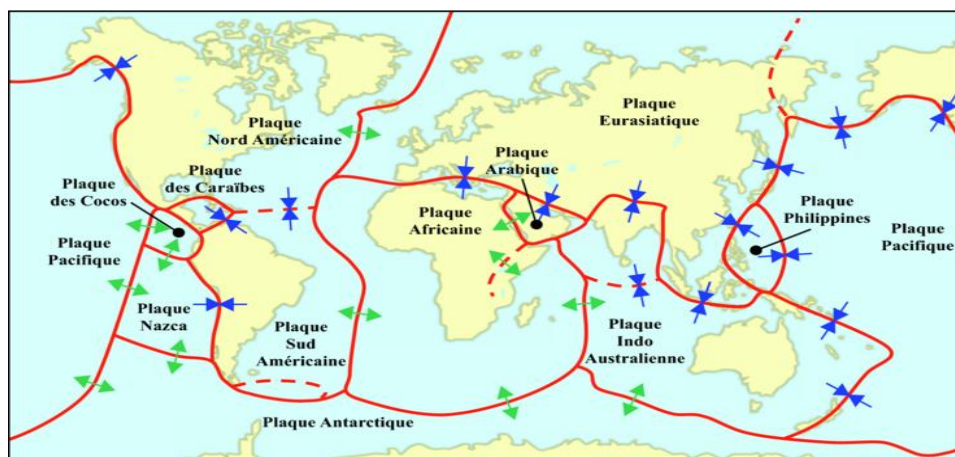 Plaque
Nord Américaine
Plaque
Eurasiatique
Plaque
Arabique
Plaque
des Caraïbes
Plaque
des Cocos
Plaque
Africaine
Plaque
Philippines
Plaque
Pacifique
Plaque
Pacifique
Plaque
Nazca
Plaque
Sud
Américaine
Plaque
Indo
Australienne
Plaque Antarctique